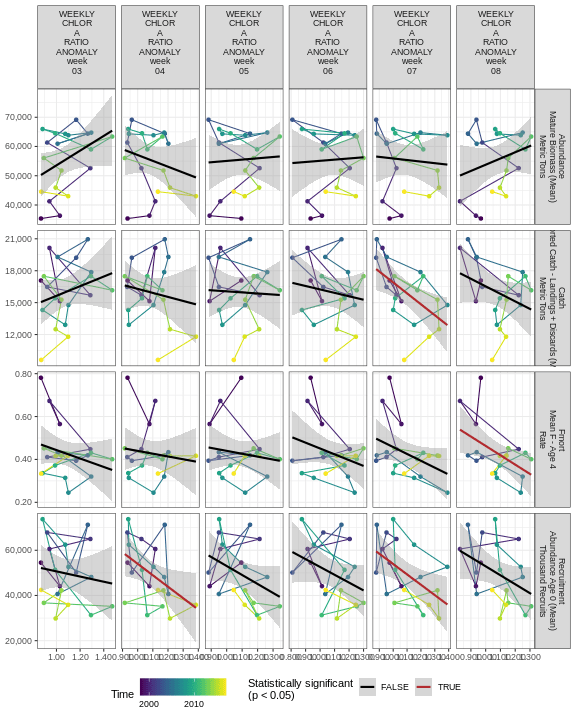 WEEKLY
CHLOR
A
RATIO
ANOMALY
week
03
WEEKLY
CHLOR
A
RATIO
ANOMALY
week
04
WEEKLY
CHLOR
A
RATIO
ANOMALY
week
05
WEEKLY
CHLOR
A
RATIO
ANOMALY
week
06
WEEKLY
CHLOR
A
RATIO
ANOMALY
week
07
WEEKLY
CHLOR
A
RATIO
ANOMALY
week
08
70,000
60,000
50,000
40,000
Abundance
Mature Biomass (Mean)
Metric Tons
21,000
18,000
15,000
12,000
Catch
Catch - Landings + Discards
Metric Tons
0.80
0.60
0.40
0.20
Fmort
Mean F - Age 4
Rate
60,000
40,000
20,000
Recruitment
Abundance Age 0 (Mean)
Thousand Recruits
1.00 1.20
Time
2000 2010
Statistically significant
(p < 0.05)
FALSE TRUE